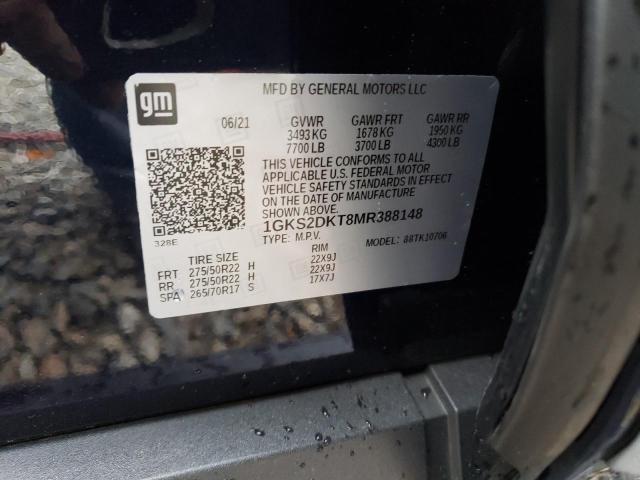 gm
MFD BY GENERAL MOTORS LLC
06/21 GVWR GAWR FRT GAWR RR
3493 KG 1678 KG 1950 KG
7700 LB 3700 LB 4300 LB
THIS VEHICLE CONFORMS TO ALL
APPLICABLE U.S. FEDERAL MOTOR
VEHICLE SAFETY STANDARDS IN EFFECT
ON THE DATE OF MANUFACTURE
SHOWN ABOVE.
328E
1GKS2DKT8MR388148
TYPE: M.P.V. MODEL: 88TK10706
TIRE SIZE RIM
FRT 275/50R22 H 22X9J
RR 275/50R22 H 22X9J
SPA 265/70R17 S 17X7J